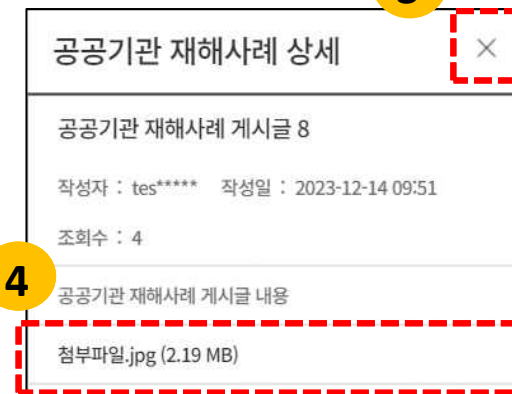 공공기관 재해사례 상세
공공기관 재해사례 게시글 8
작성자 : tes***** 작성일 : 2023-12-14 09:51
조회수 : 4
4
공공기관 재해사례 게시글 내용
첨부파일.jpg (2.19 MB)